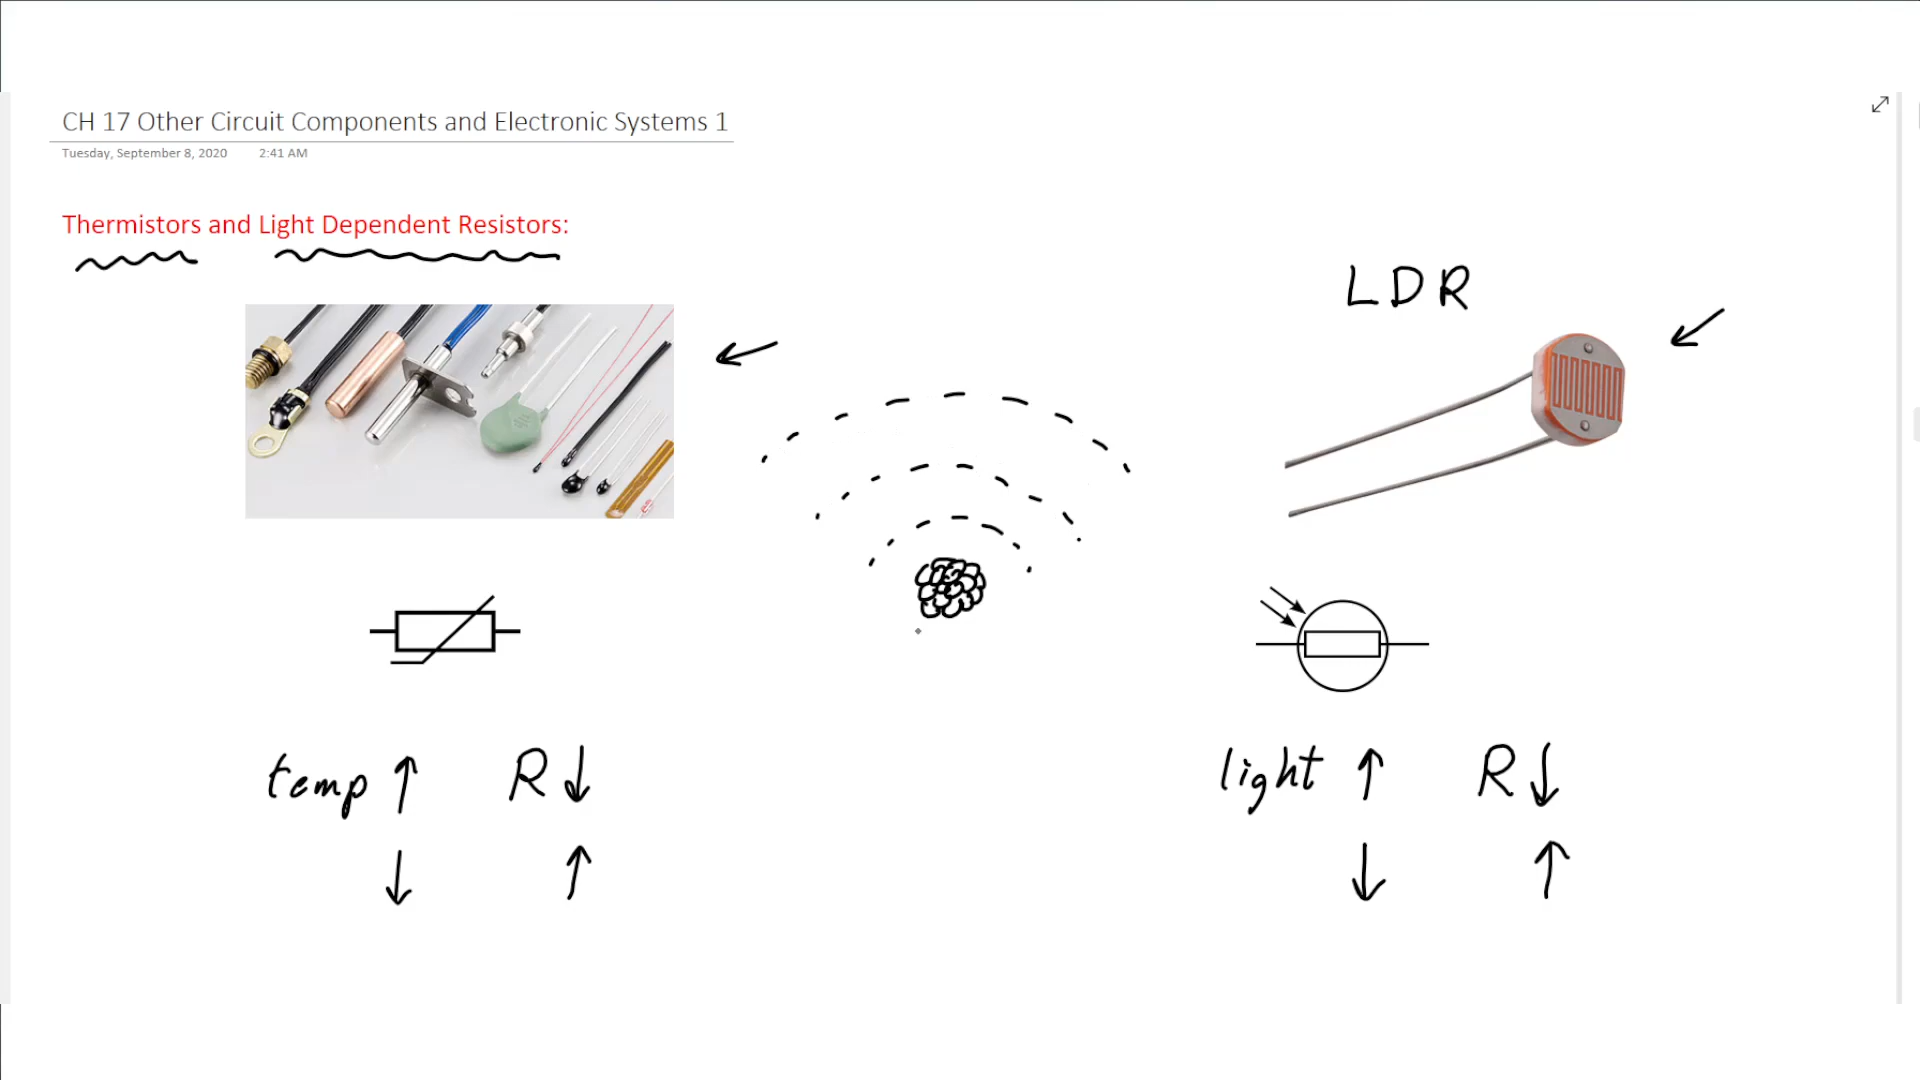 CH 17 Other Circuit Components and Electronic Systems 1
Tuesday, September 8, 2020 2:41 AM
Thermistors and Light Dependent Resistors:
LDR
temp ↑ R ↓
↓ ↑
light ↑ R ↓
↓ ↑